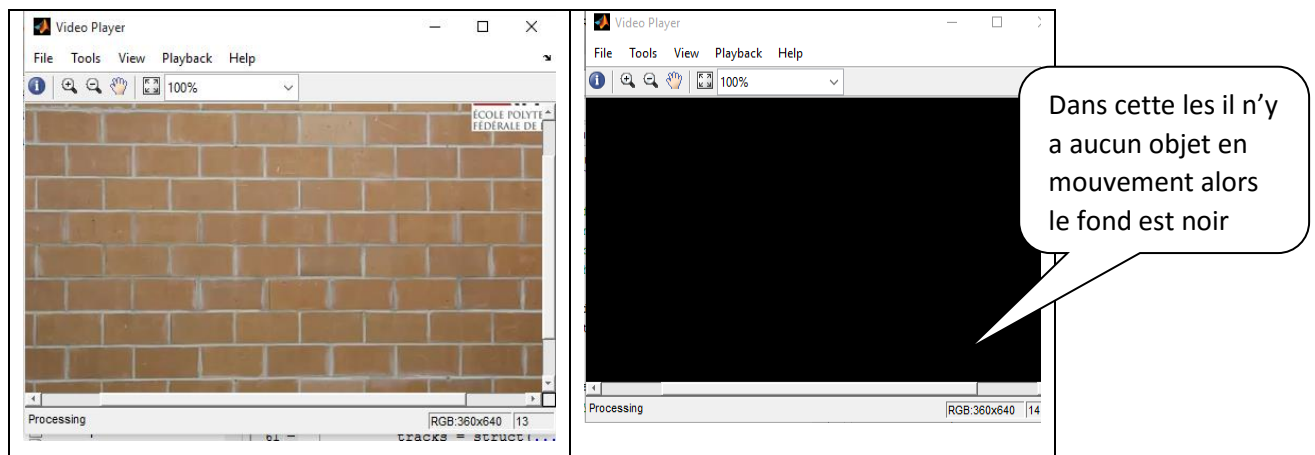 Video Player
File Tools View Playback Help
100%
ÉCOLE POLYTE
FÉDÉRALE DE
Processing
RGB:360x640 13
61 - tracks = struct(...
Video Player
File Tools View Playback Help
100%
Processing
RGB:360x640 14
Dans cette les il n’y
a aucun objet en
mouvement alors
le fond est noir